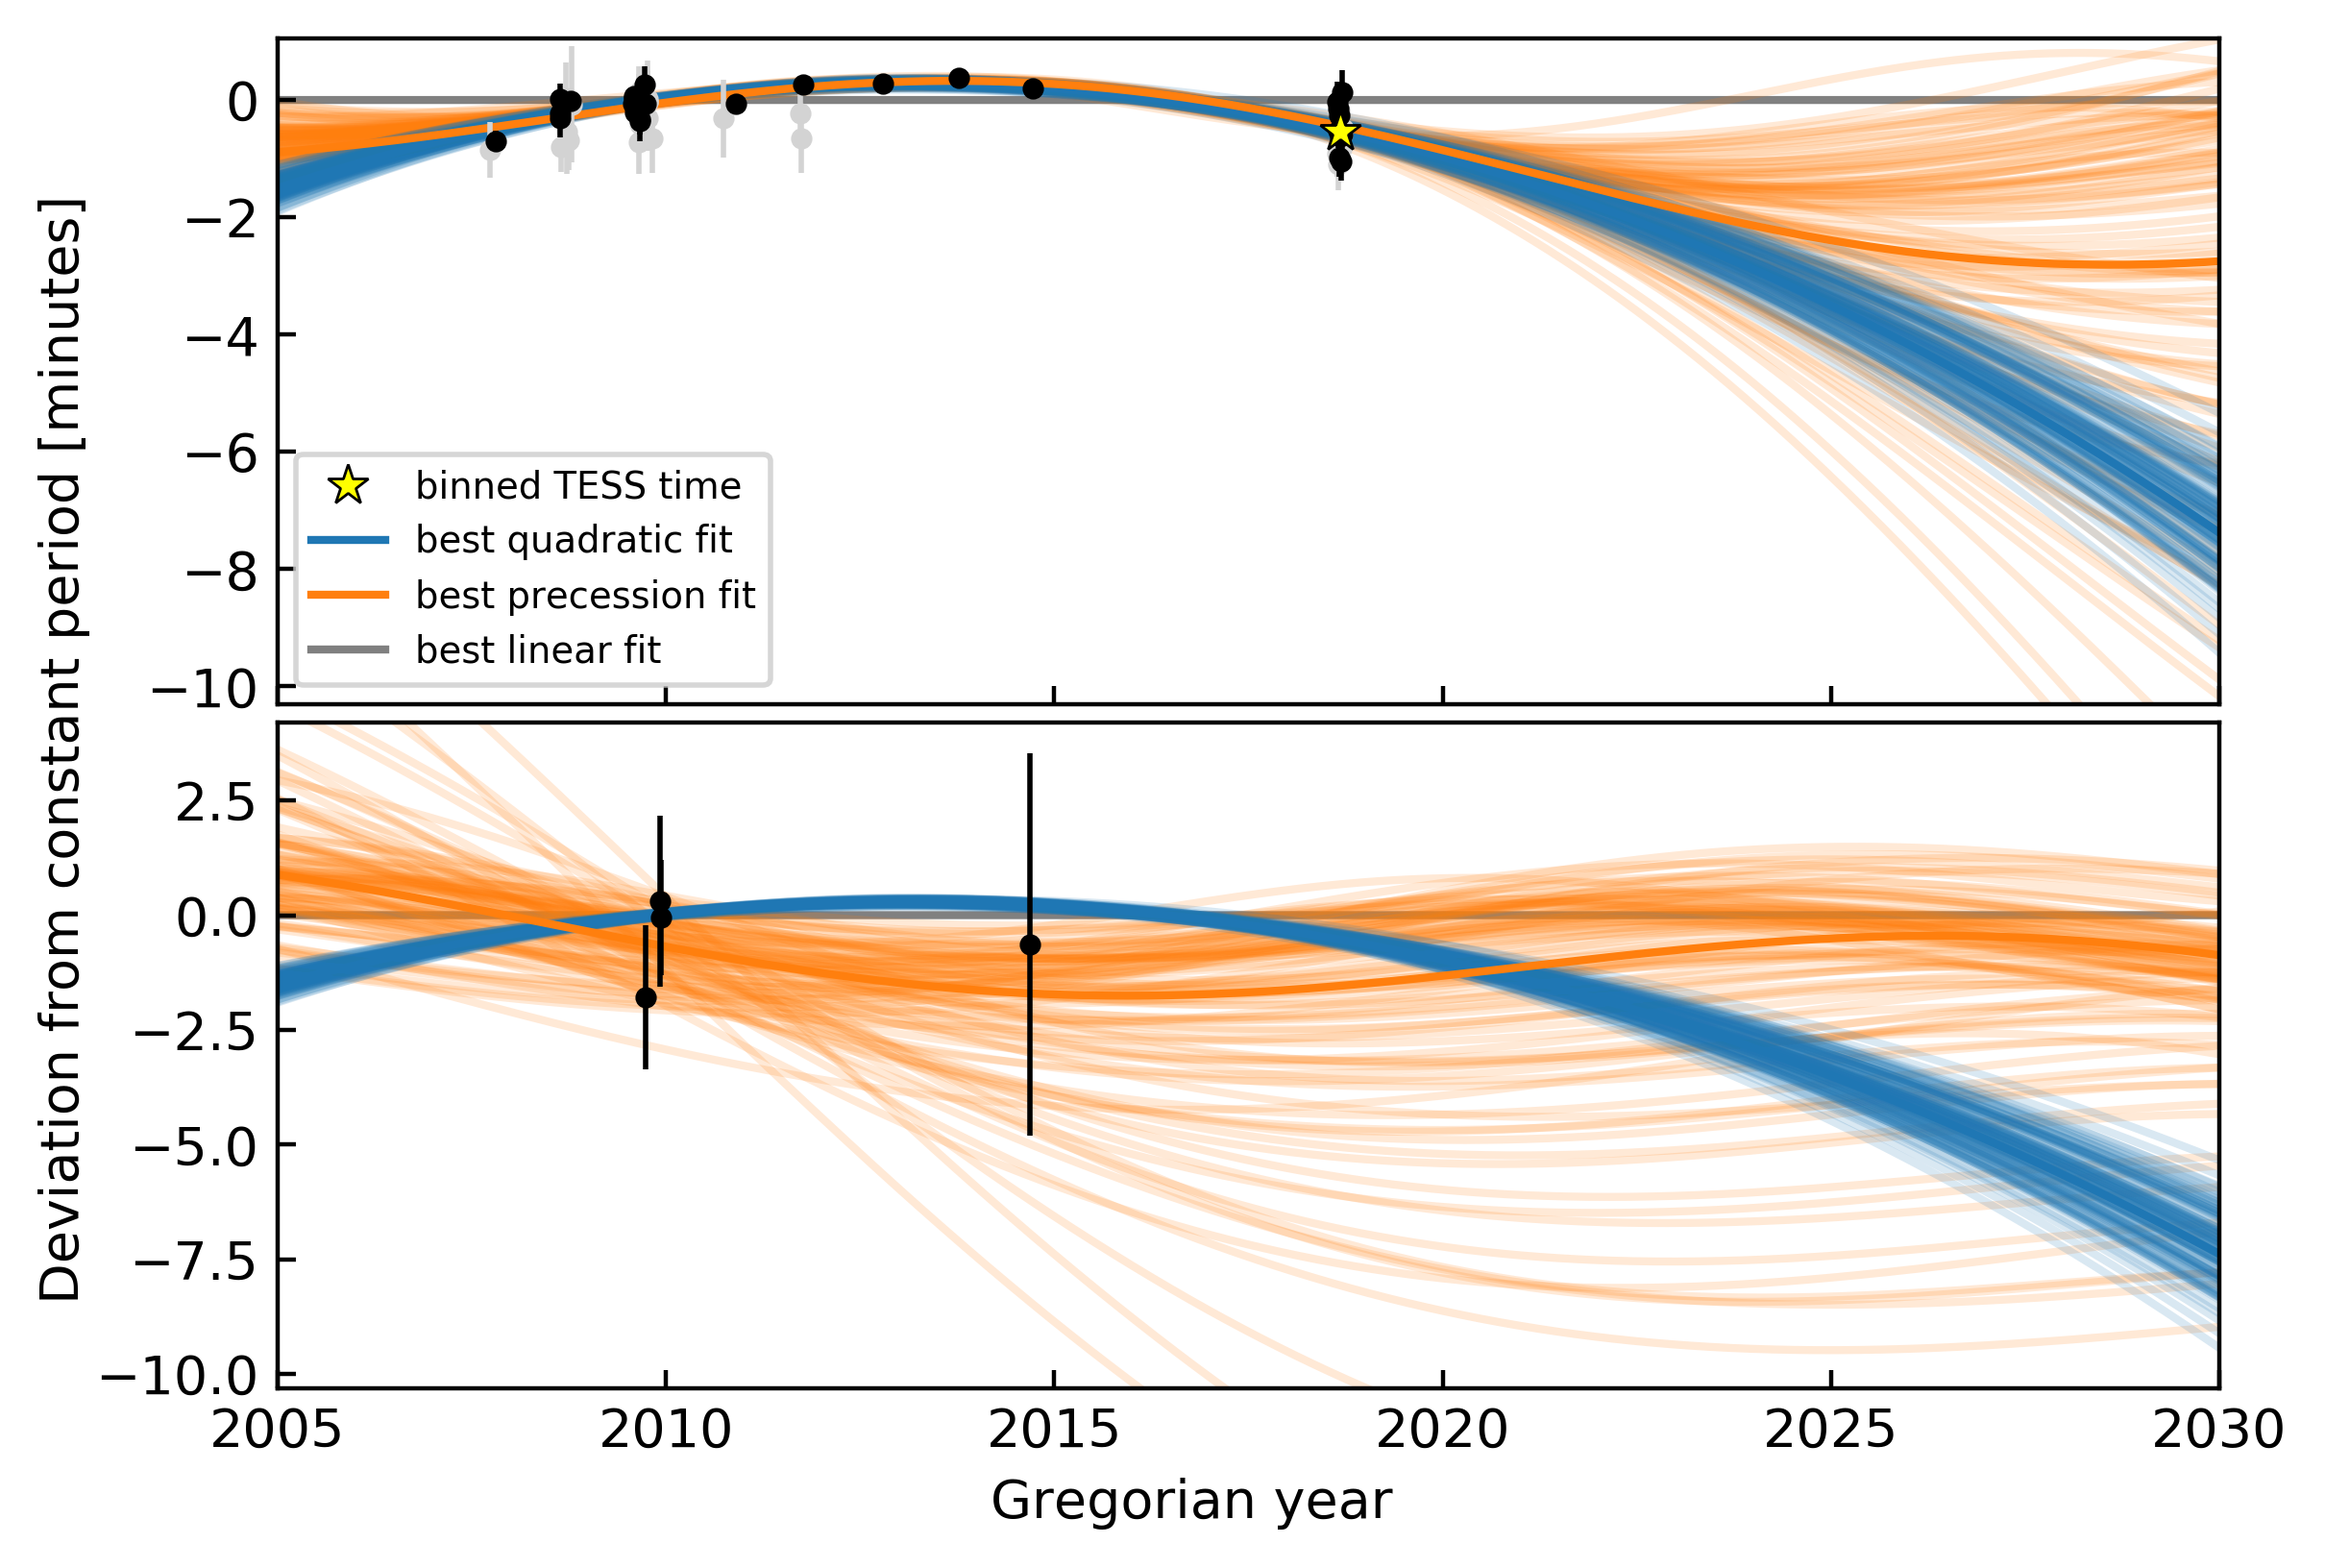 Deviation from constant period [minutes]
0
−2
−4
−6
−8
−10
binned TESS time
best quadratic fit
best precession fit
best linear fit
2.5
0.0
−2.5
−5.0
−7.5
−10.0
2005 2010 2015 2020 2025 2030
Gregorian year